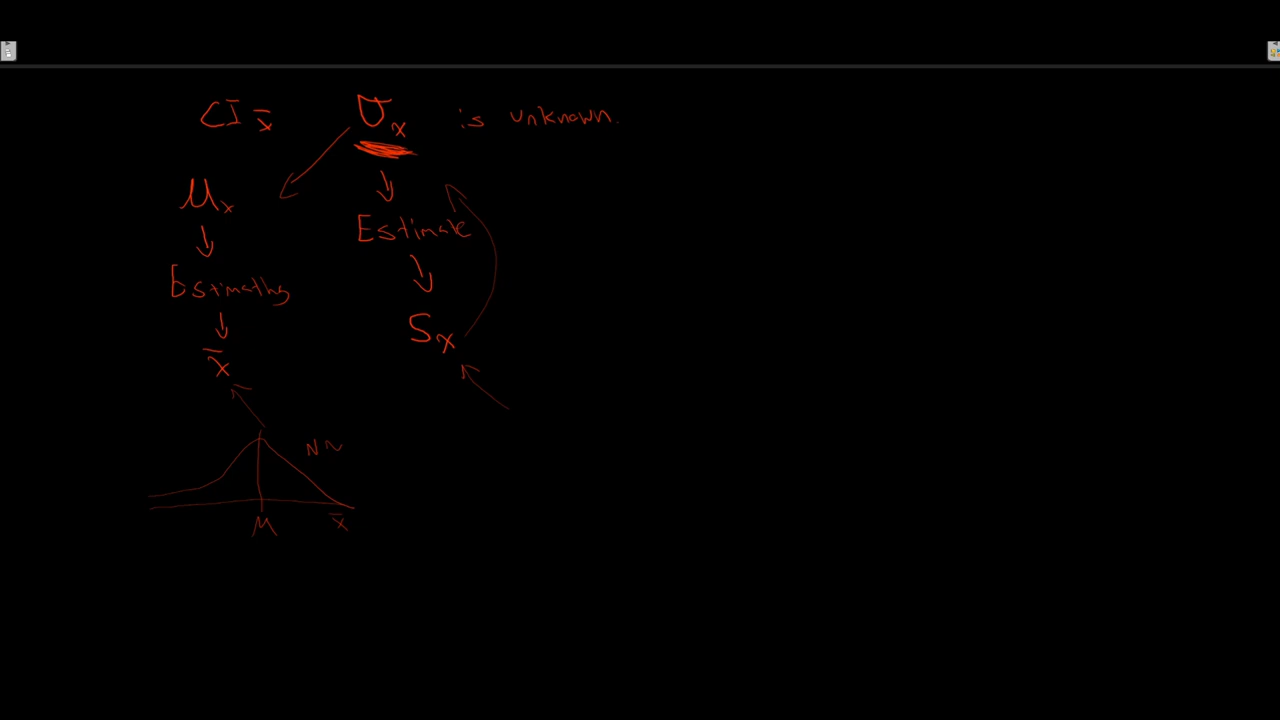 CI x̄ σx is unknown.
μx
Estimate
Estimating
Sx
x̄
N~
μ x̄